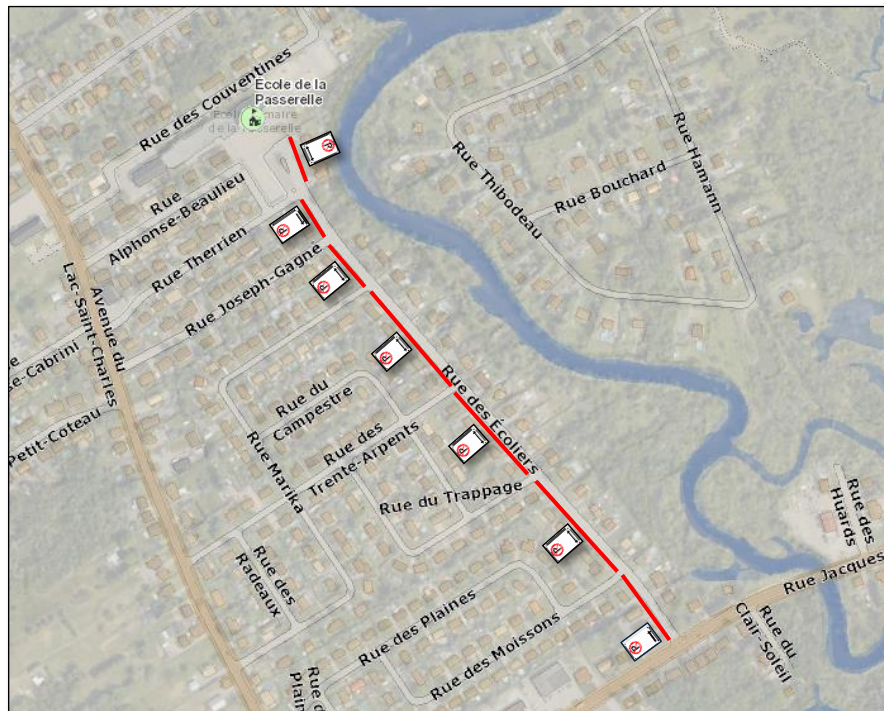 Ecole de la
Passerelle
Rue des Couventines
Rue
Alphonse-Beaulieu
Rue Therrien
Rue Joseph-Gagne
Avenue du
Lac-Saint-Charles
se-Cabrini
Petit-Coteau
Rue du
Campestre
Rue des
Trente-Arpents
Rue Marika
Rue du Trappage
Rue des
Radeaux
Rue des Plaines
Rue des Moissons
Rue des Écoliers
Rue Thibodeau
Rue Bouchard
Rue Hamann
Rue des
Huards
Rue Jacques
Rue du
Clair-Soleil